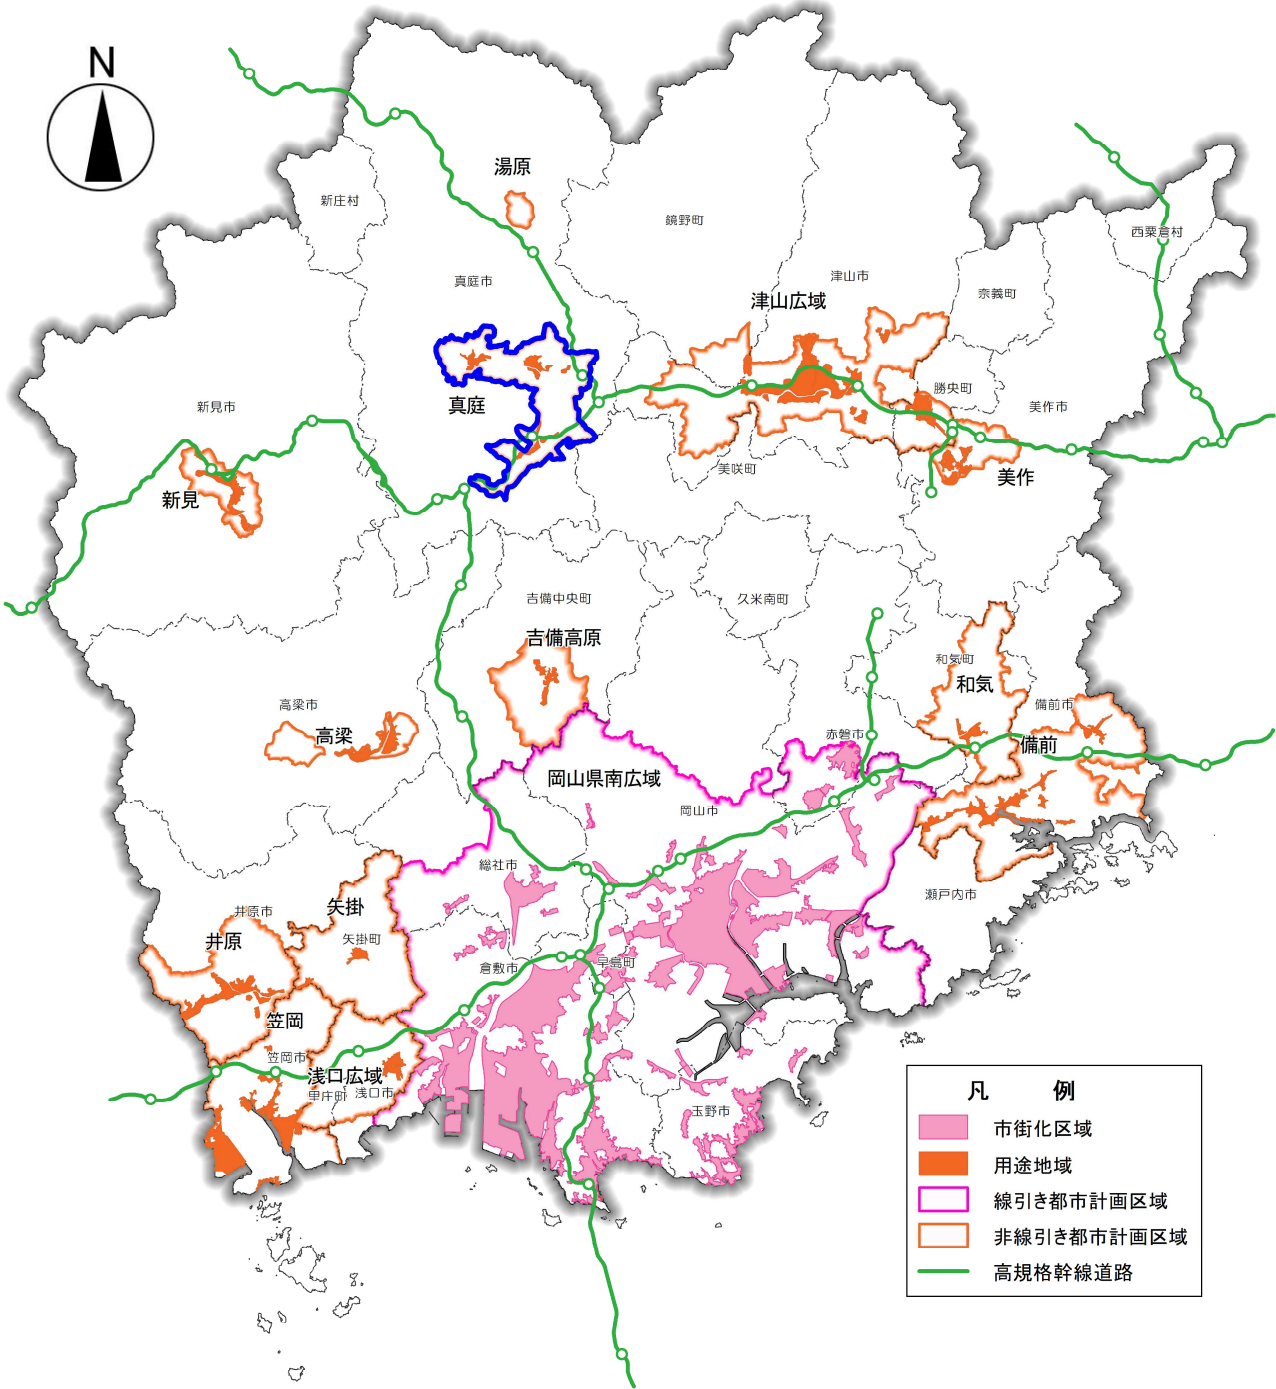 N
湯原
新庄村
鏡野町
西粟倉村
真庭市
津山市
奈義町
津山広域
真庭
勝央町
新見市
美作市
美咲町
美作
新見
吉備中央町
久米南町
吉備高原
和気町
和気
高梁市
備前市
高梁
赤磐市
備前
岡山県南広域
岡山市
総社市
瀬戸内市
矢掛
井原市
井原
矢掛町
倉敷市
早島町
笠岡
笠岡市
浅口広域
里庄町
浅口市
玉野市
凡 例
市街化区域
用途地域
線引き都市計画区域
非線引き都市計画区域
高規格幹線道路